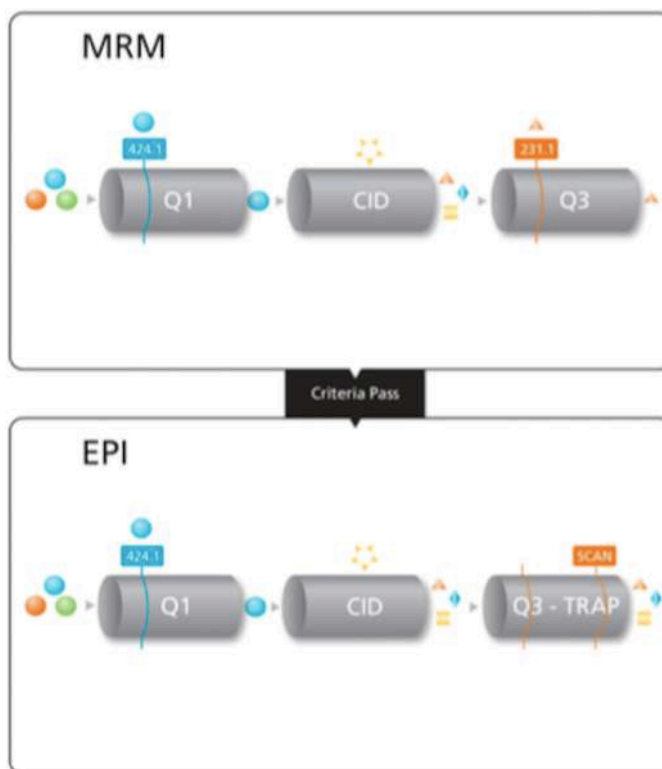 MRM
424.1
231.1
Q1
CID
Q3
Criteria Pass
EPI
424.1
SCAN
Q1
CID
Q3 - TRAP